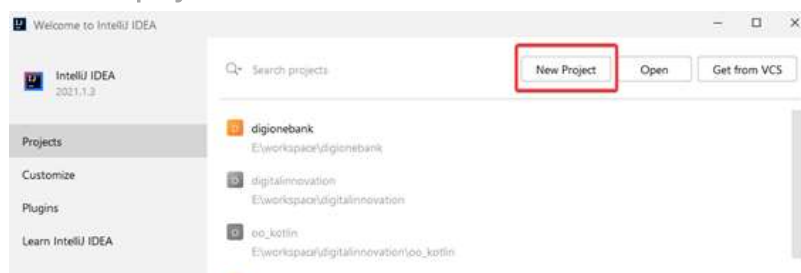 Welcome to IntelliJ IDEA
IntelliJ IDEA
2021.1.3
Search projects
New Project
Open
Get from VCS
Projects
Customize
Plugins
Learn IntelliJ IDEA
digionebank
E:\workspace\digionebank
digitalinnovation
E:\workspace\digitalinnovation
oo_kotlin
E:\workspace\digitalinnovation\oo_kotlin